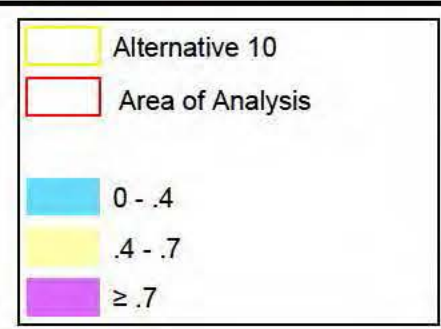 Alternative 10
Area of Analysis
0 - .4
.4 - .7
≥ .7